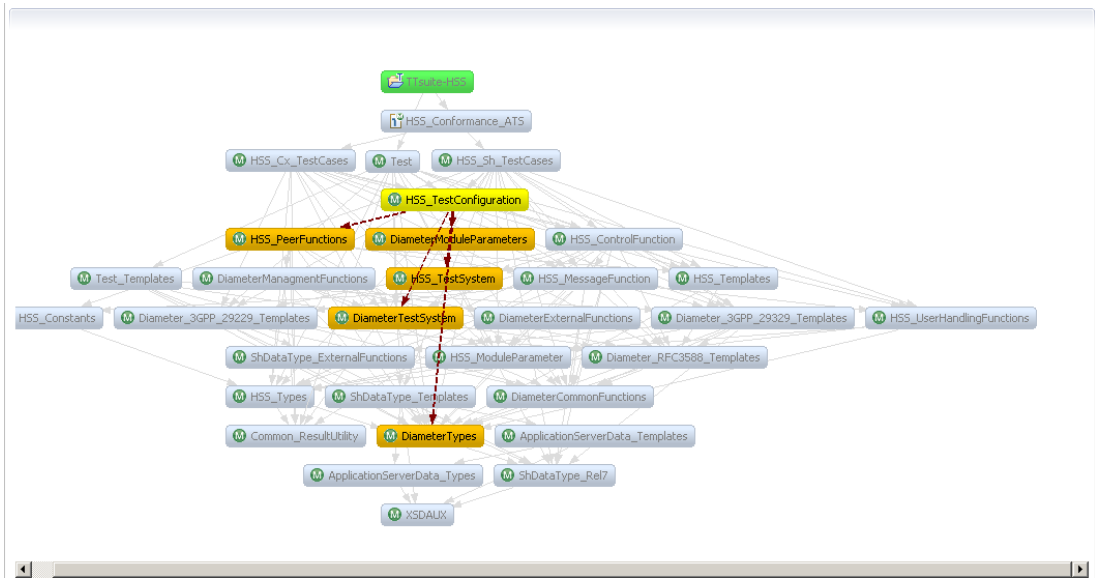 TTsuite-HSS
HSS_Conformance_ATS
HSS_Cx_TestCases
Test
HSS_Sh_TestCases
HSS_TestConfiguration
HSS_PeerFunctions
DiameterModuleParameters
HSS_ControlFunction
Test_Templates
DiameterManagmentFunctions
HSS_TestSystem
HSS_MessageFunction
HSS_Templates
HSS_Constants
Diameter_3GPP_29229_Templates
DiameterTestSystem
DiameterExternalFunctions
Diameter_3GPP_29329_Templates
HSS_UserHandlingFunctions
ShDataType_ExternalFunctions
HSS_ModuleParameter
Diameter_RFC3588_Templates
HSS_Types
ShDataType_Templates
DiameterCommonFunctions
Common_ResultUtility
DiameterTypes
ApplicationServerData_Templates
ApplicationServerData_Types
ShDataType_Rel7
XSDAUX